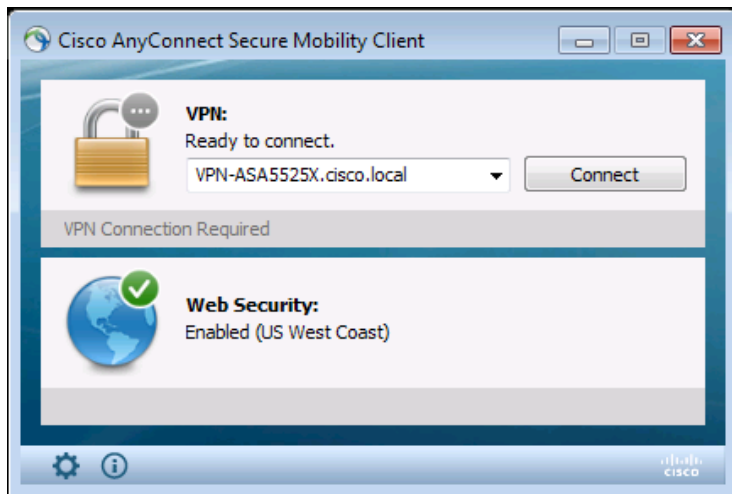 Cisco AnyConnect Secure Mobility Client
VPN:
Ready to connect.
VPN-ASA5525X.cisco.local
Connect
VPN Connection Required
Web Security:
Enabled (US West Coast)
CISCO